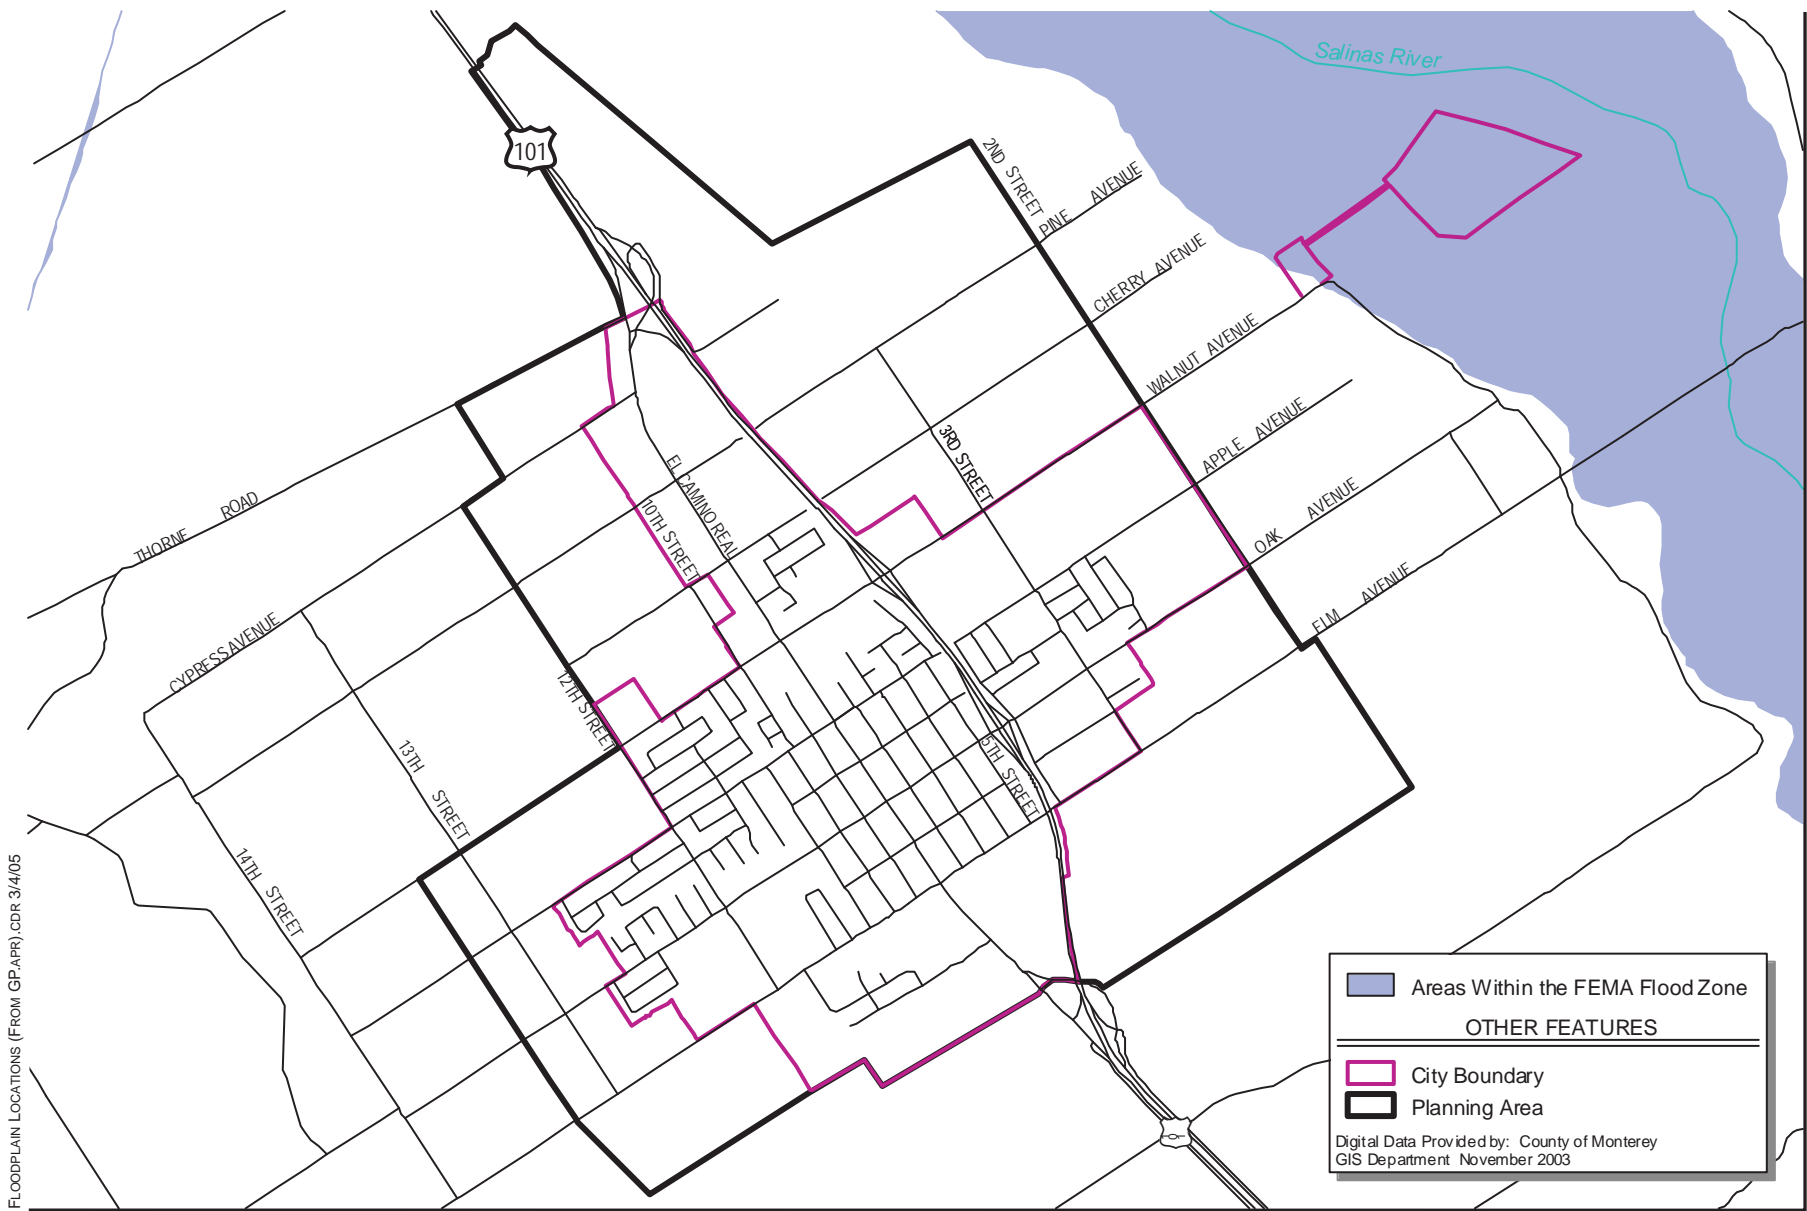 Salinas River
101
2ND STREET
PINE AVENUE
CHERRY AVENUE
WALNUT AVENUE
APPLE AVENUE
3RD STREET
OAK AVENUE
ELM AVENUE
EL CAMINO REAL
10TH STREET
THORNE ROAD
CYPRESS AVENUE
12TH STREET
13TH STREET
14TH STREET
5TH STREET
FLOODPLAIN LOCATIONS (FROM GP.APR).CDR 3/4/05
Areas Within the FEMA Flood Zone
OTHER FEATURES
City Boundary
Planning Area
Digital Data Provided by: County of Monterey
GIS Department November 2003